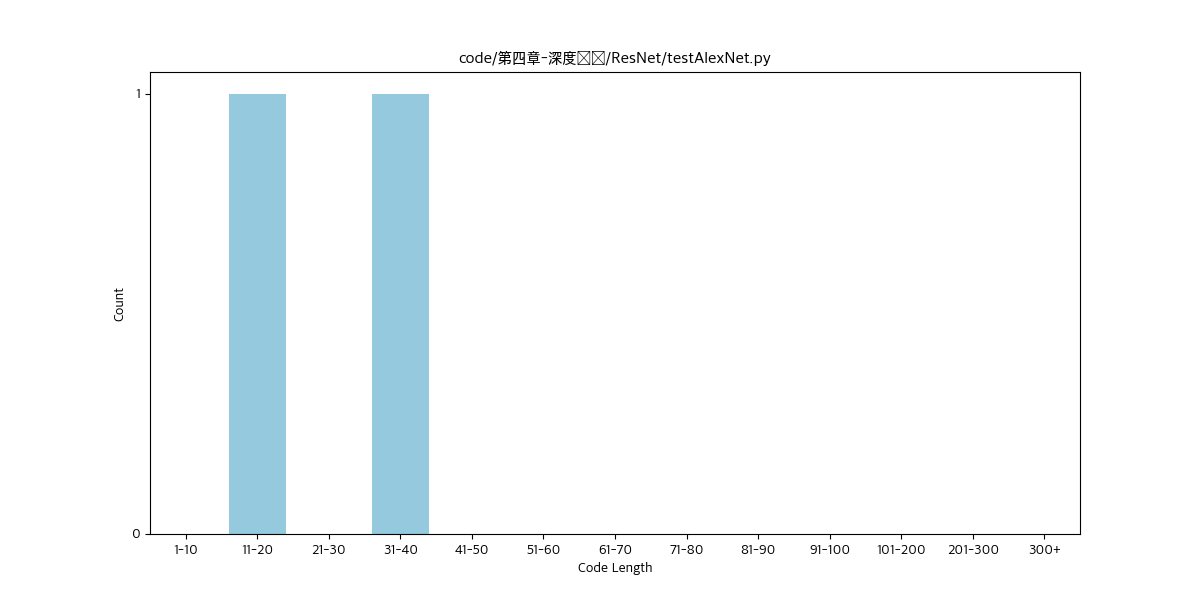 code/第四章-深度/ResNet/testAlexNet.py
1
Count
0
1-10 11-20 21-30 31-40 41-50 51-60 61-70 71-80 81-90 91-100 101-200 201-300 300+
Code Length